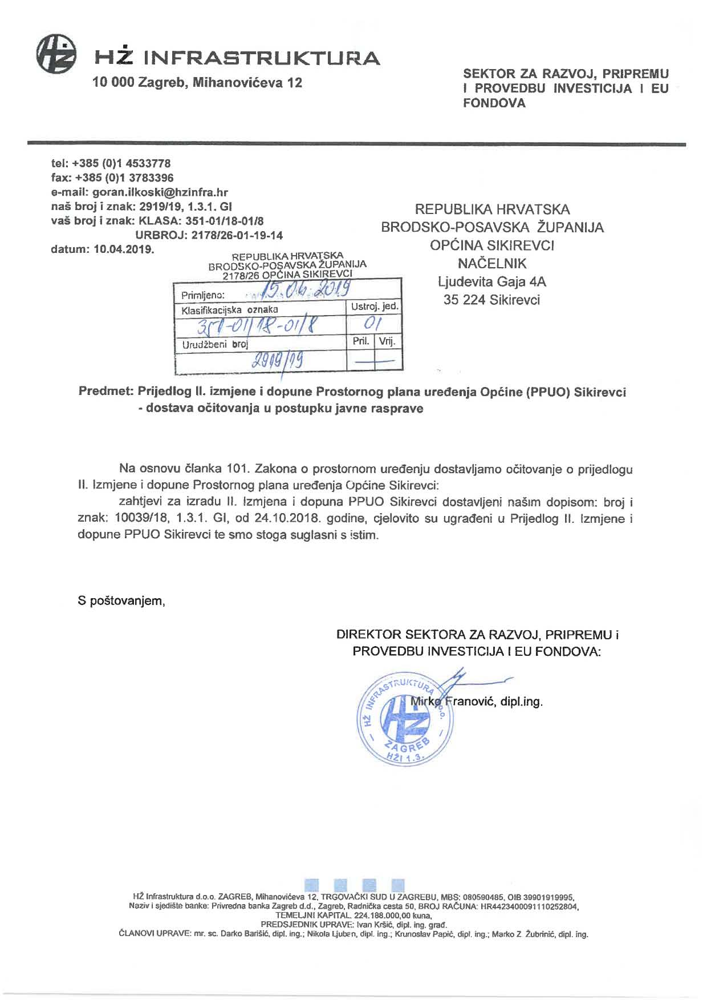 HŽ
HŽ INFRASTRUKTURA
10 000 Zagreb, Mihanovićeva 12
SEKTOR ZA RAZVOJ, PRIPREMU
I PROVEDBU INVESTICIJA I EU
FONDOVA
tel: +385 (0)1 4533778
fax: +385 (0)1 3783396
e-mail: goran.ilkoski@hzinfra.hr
naš broj i znak: 2919/19, 1.3.1. GI
vaš broj i znak: KLASA: 351-01/18-01/8
URBROJ: 2178/26-01-19-14
datum: 10.04.2019.
REPUBLIKA HRVATSKA
BRODSKO-POSAVSKA ŽUPANIJA
OPĆINA SIKIREVCI
NAČELNIK
Ljudevita Gaja 4A
35 224 Sikirevci
REPUBLIKA HRVATSKA
BRODSKO-POSAVSKA ŽUPANIJA
2178/26 OPĆINA SIKIREVCI
Primljeno: 15.04.2019
Klasifikacijska oznaka Ustroj. jed.
351-01/18-01/8 01
Urudžbeni broj Pril. Vrij.
2919/19
Predmet: Prijedlog II. izmjene i dopune Prostornog plana uređenja Općine (PPUO) Sikirevci
- dostava očitovanja u postupku javne rasprave
Na osnovu članka 101. Zakona o prostornom uređenju dostavljamo očitovanje o prijedlogu
II. Izmjene i dopune Prostornog plana uređenja Općine Sikirevci:
zahtjevi za izradu II. Izmjena i dopuna PPUO Sikirevci dostavljeni našim dopisom: broj i
znak: 10039/18, 1.3.1. GI, od 24.10.2018. godine, cjelovito su ugrađeni u Prijedlog II. Izmjene i
dopune PPUO Sikirevci te smo stoga suglasni s istim.
S poštovanjem,
DIREKTOR SEKTORA ZA RAZVOJ, PRIPREMU i
PROVEDBU INVESTICIJA I EU FONDOVA:
Mirko Franović, dipl.ing.
HŽ INFRASTRUKTURA d.o.o.
HŽ
ZAGREB
HŽI 1.3.
HŽ Infrastruktura d.o.o. ZAGREB, Mihanovićeva 12, TRGOVAČKI SUD U ZAGREBU, MBS: 080590485, OIB 39901919995,
Naziv i sjedište banke: Privredna banka Zagreb d.d., Zagreb, Radnička cesta 50, BROJ RAČUNA: HR4423400091110252804,
TEMELJNI KAPITAL. 224.188.000,00 kuna,
PREDSJEDNIK UPRAVE: Ivan Kršić, dipl. ing. građ.
ČLANOVI UPRAVE: mr. sc. Darko Barišić, dipl. ing.; Nikola Ljuben, dipl. ing.; Krunoslav Papić, dipl. ing.; Marko Z. Žubrinić, dipl. ing.